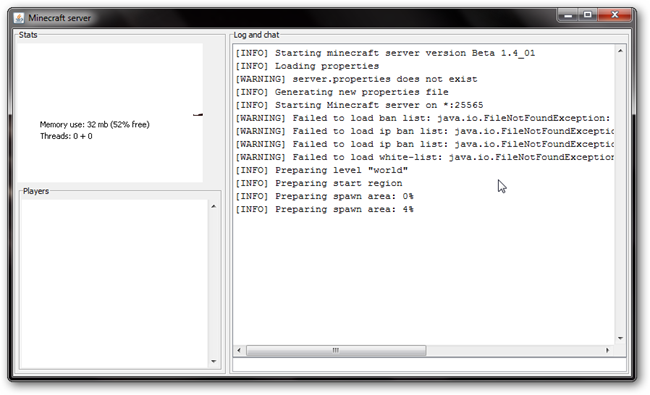 Minecraft server
Stats
Memory use: 32 mb (52% free)
Threads: 0 + 0
Players
Log and chat
[INFO] Starting minecraft server version Beta 1.4_01
[INFO] Loading properties
[WARNING] server.properties does not exist
[INFO] Generating new properties file
[INFO] Starting Minecraft server on *:25565
[WARNING] Failed to load ban list: java.io.FileNotFoundException:
[WARNING] Failed to load ip ban list: java.io.FileNotFoundExceptio
[WARNING] Failed to load ip ban list: java.io.FileNotFoundExceptio
[WARNING] Failed to load white-list: java.io.FileNotFoundException
[INFO] Preparing level "world"
[INFO] Preparing start region
[INFO] Preparing spawn area: 0%
[INFO] Preparing spawn area: 4%